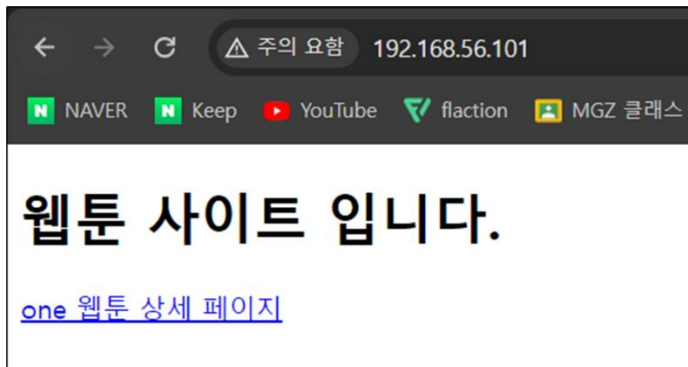 주의 요함 192.168.56.101
N NAVER N Keep YouTube flaction MGZ 클래스
웹툰 사이트 입니다.
one 웹툰 상세 페이지